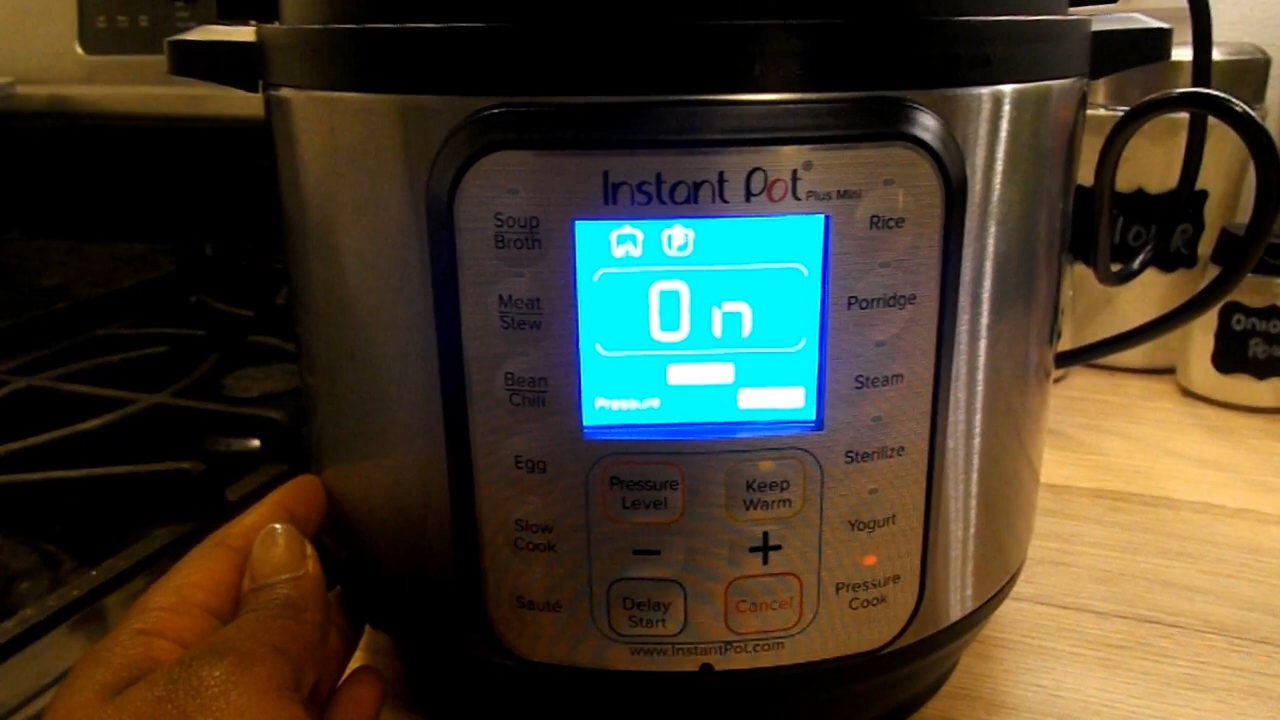 Instant Pot® Plus Mini
Soup
Broth
Meat
Stew
Bean
Chili
Egg
Slow
Cook
Sauté
On
Pressure
Rice
Porridge
Steam
Sterilize
Yogurt
Pressure
Cook
Pressure
Level
Keep
Warm
− +
Delay
Start
Cancel
www.InstantPot.com